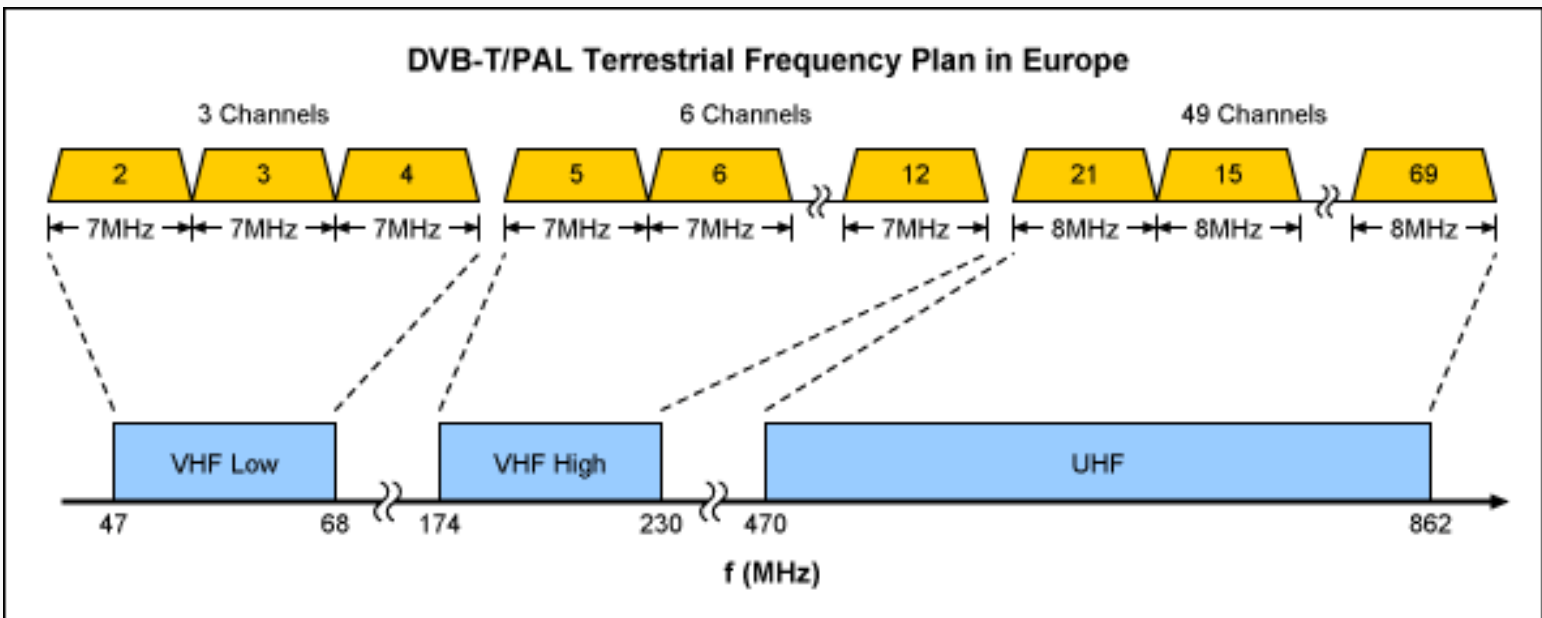 DVB-T/PAL Terrestrial Frequency Plan in Europe
3 Channels 6 Channels 49 Channels
2 3 4 5 6 12 21 15 69
7MHz 7MHz 7MHz 7MHz 7MHz 7MHz 8MHz 8MHz 8MHz
VHF Low VHF High UHF
47 68 174 230 470 862
f (MHz)